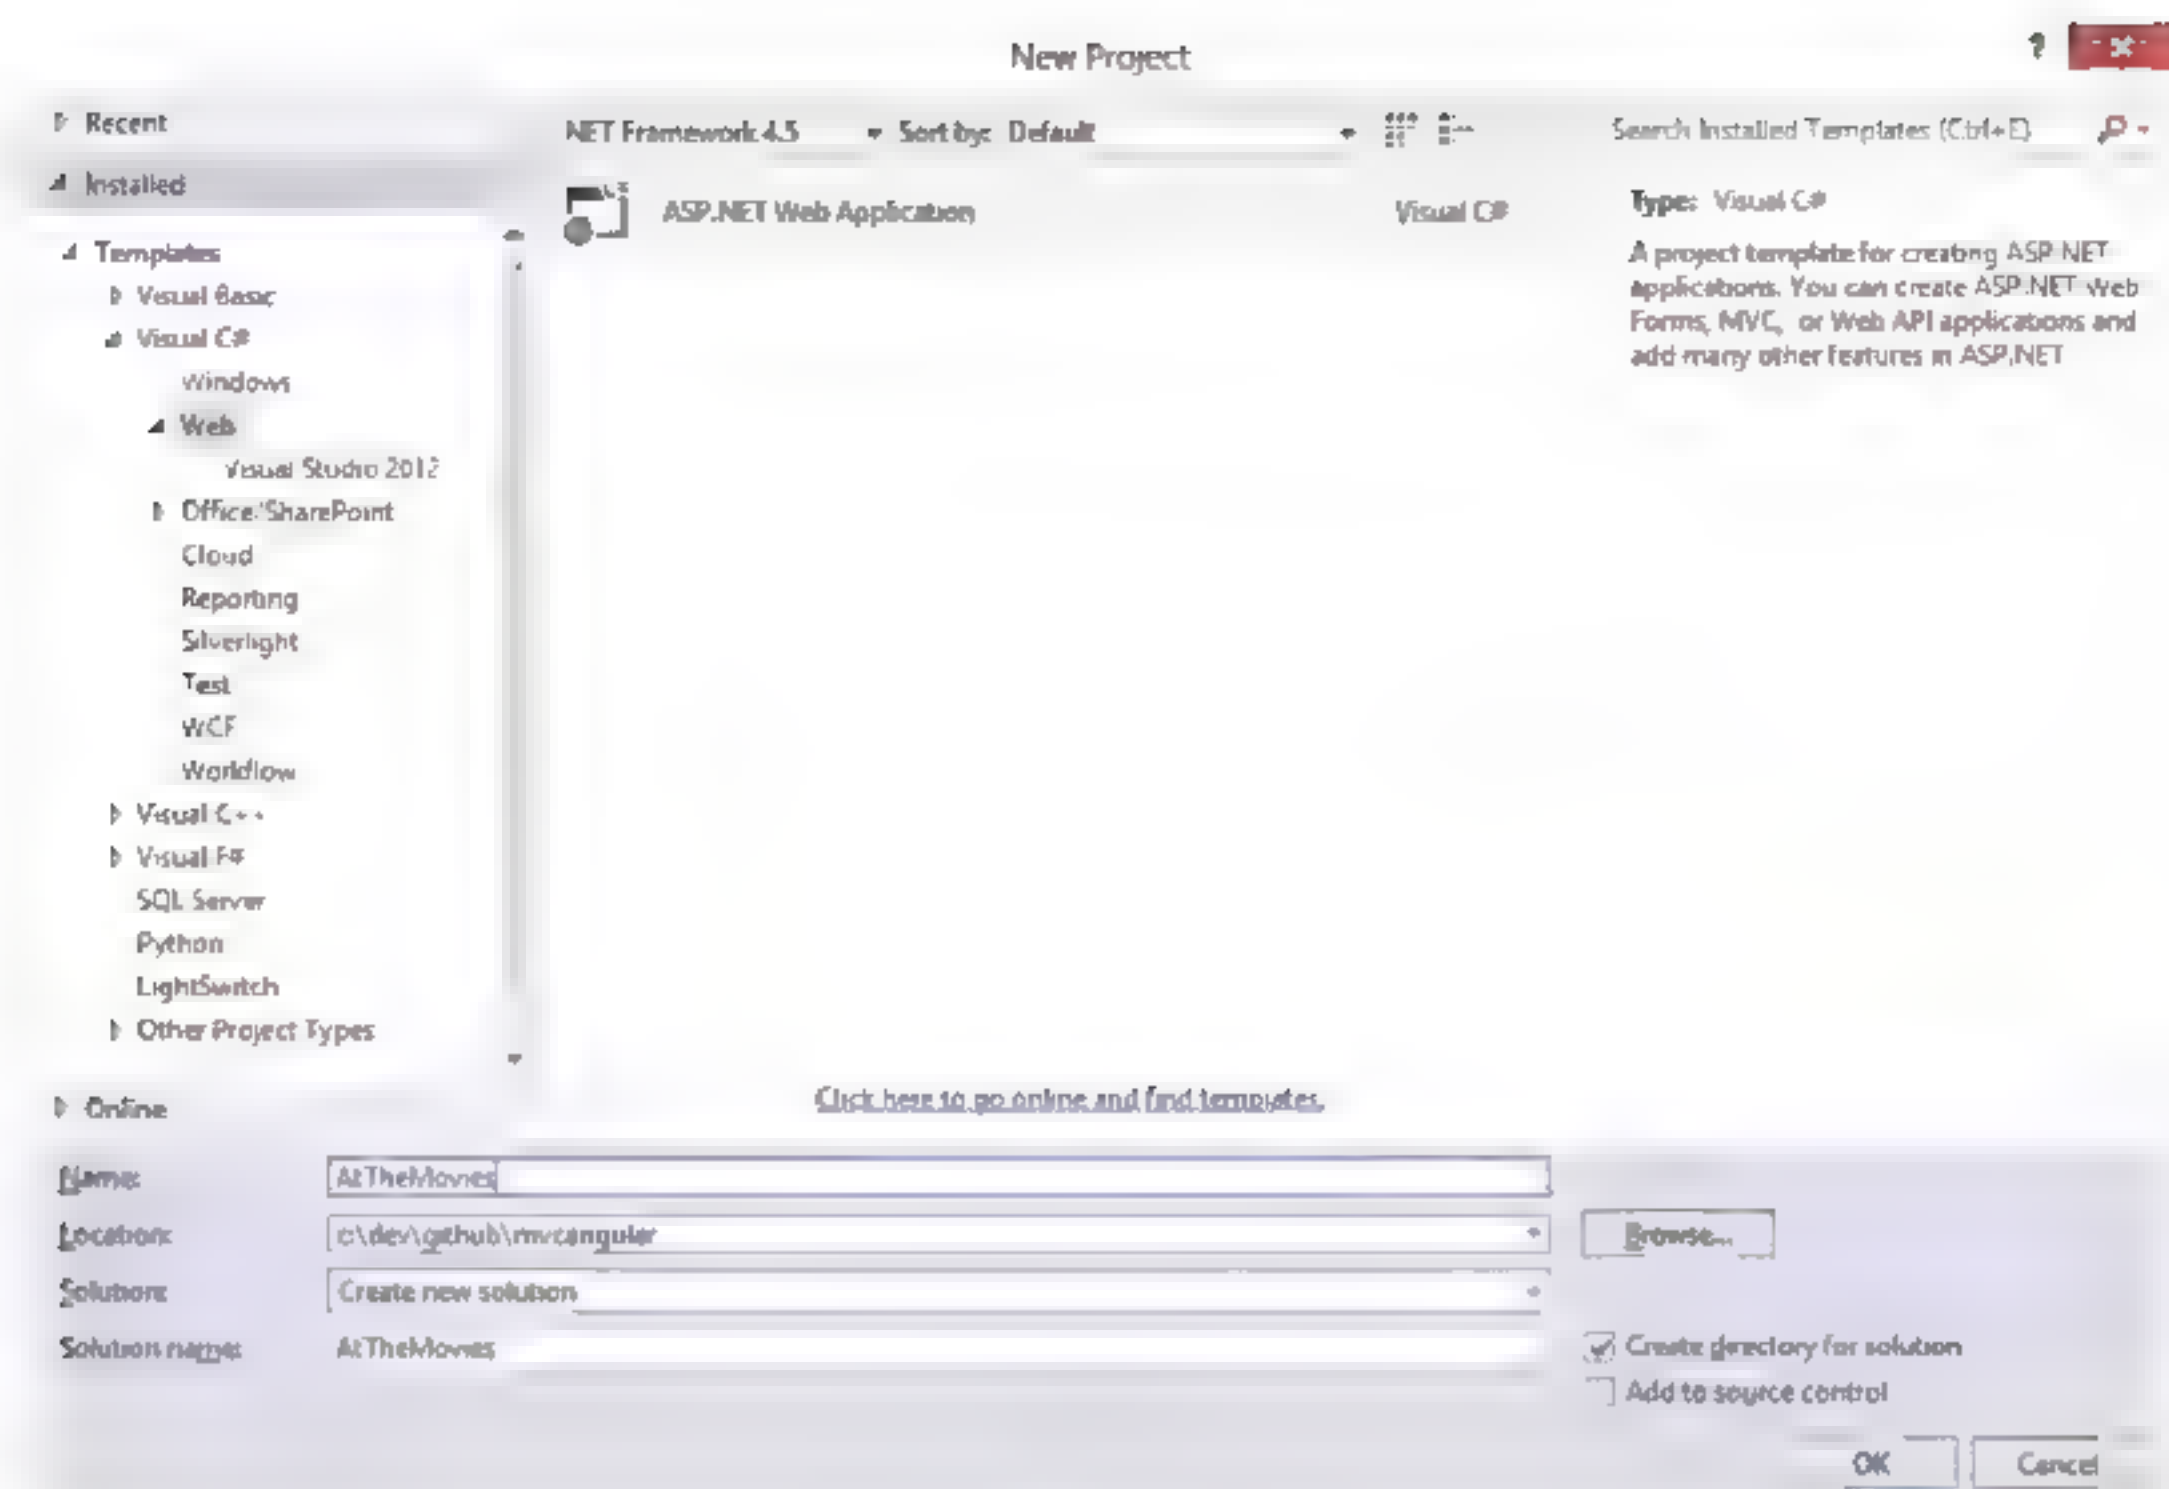 New Project
?
Recent
.NET Framework 4.5
Sort by: Default
Search Installed Templates (Ctrl+E)
Installed
Templates
Visual Basic
Visual C#
Windows
Web
Visual Studio 2012
Office/SharePoint
Cloud
Reporting
Silverlight
Test
WCF
Workflow
Visual C++
Visual F#
SQL Server
Python
LightSwitch
Other Project Types
Online
ASP.NET Web Application
Visual C#
Type: Visual C#
A project template for creating ASP.NET
applications. You can create ASP.NET Web
Forms, MVC, or Web API applications and
add many other features in ASP.NET
Click here to go online and find templates.
Name: AtTheMovies
Location: c:\dev\github\mvcangular
Browse...
Solution: Create new solution
Solution name: AtTheMovies
Create directory for solution
Add to source control
OK
Cancel